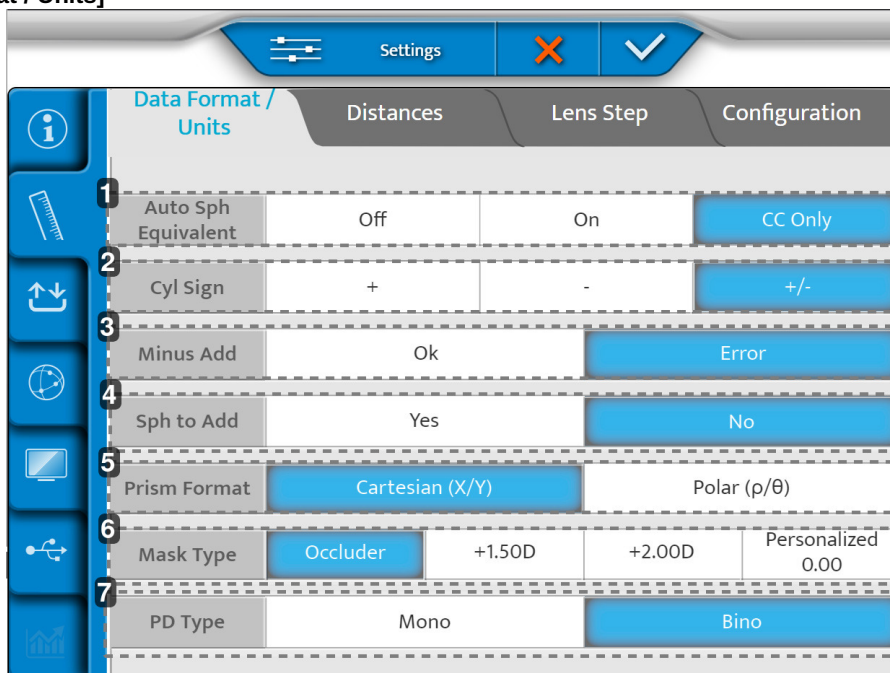 at / Units]
Settings
Data Format /
Units
Distances
Lens Step
Configuration
1
Auto Sph
Equivalent
Off
On
CC Only
2
Cyl Sign
+
-
+/-
3
Minus Add
Ok
Error
4
Sph to Add
Yes
No
5
Prism Format
Cartesian (X/Y)
Polar (ρ/θ)
6
Mask Type
Occluder
+1.50D
+2.00D
Personalized
0.00
7
PD Type
Mono
Bino